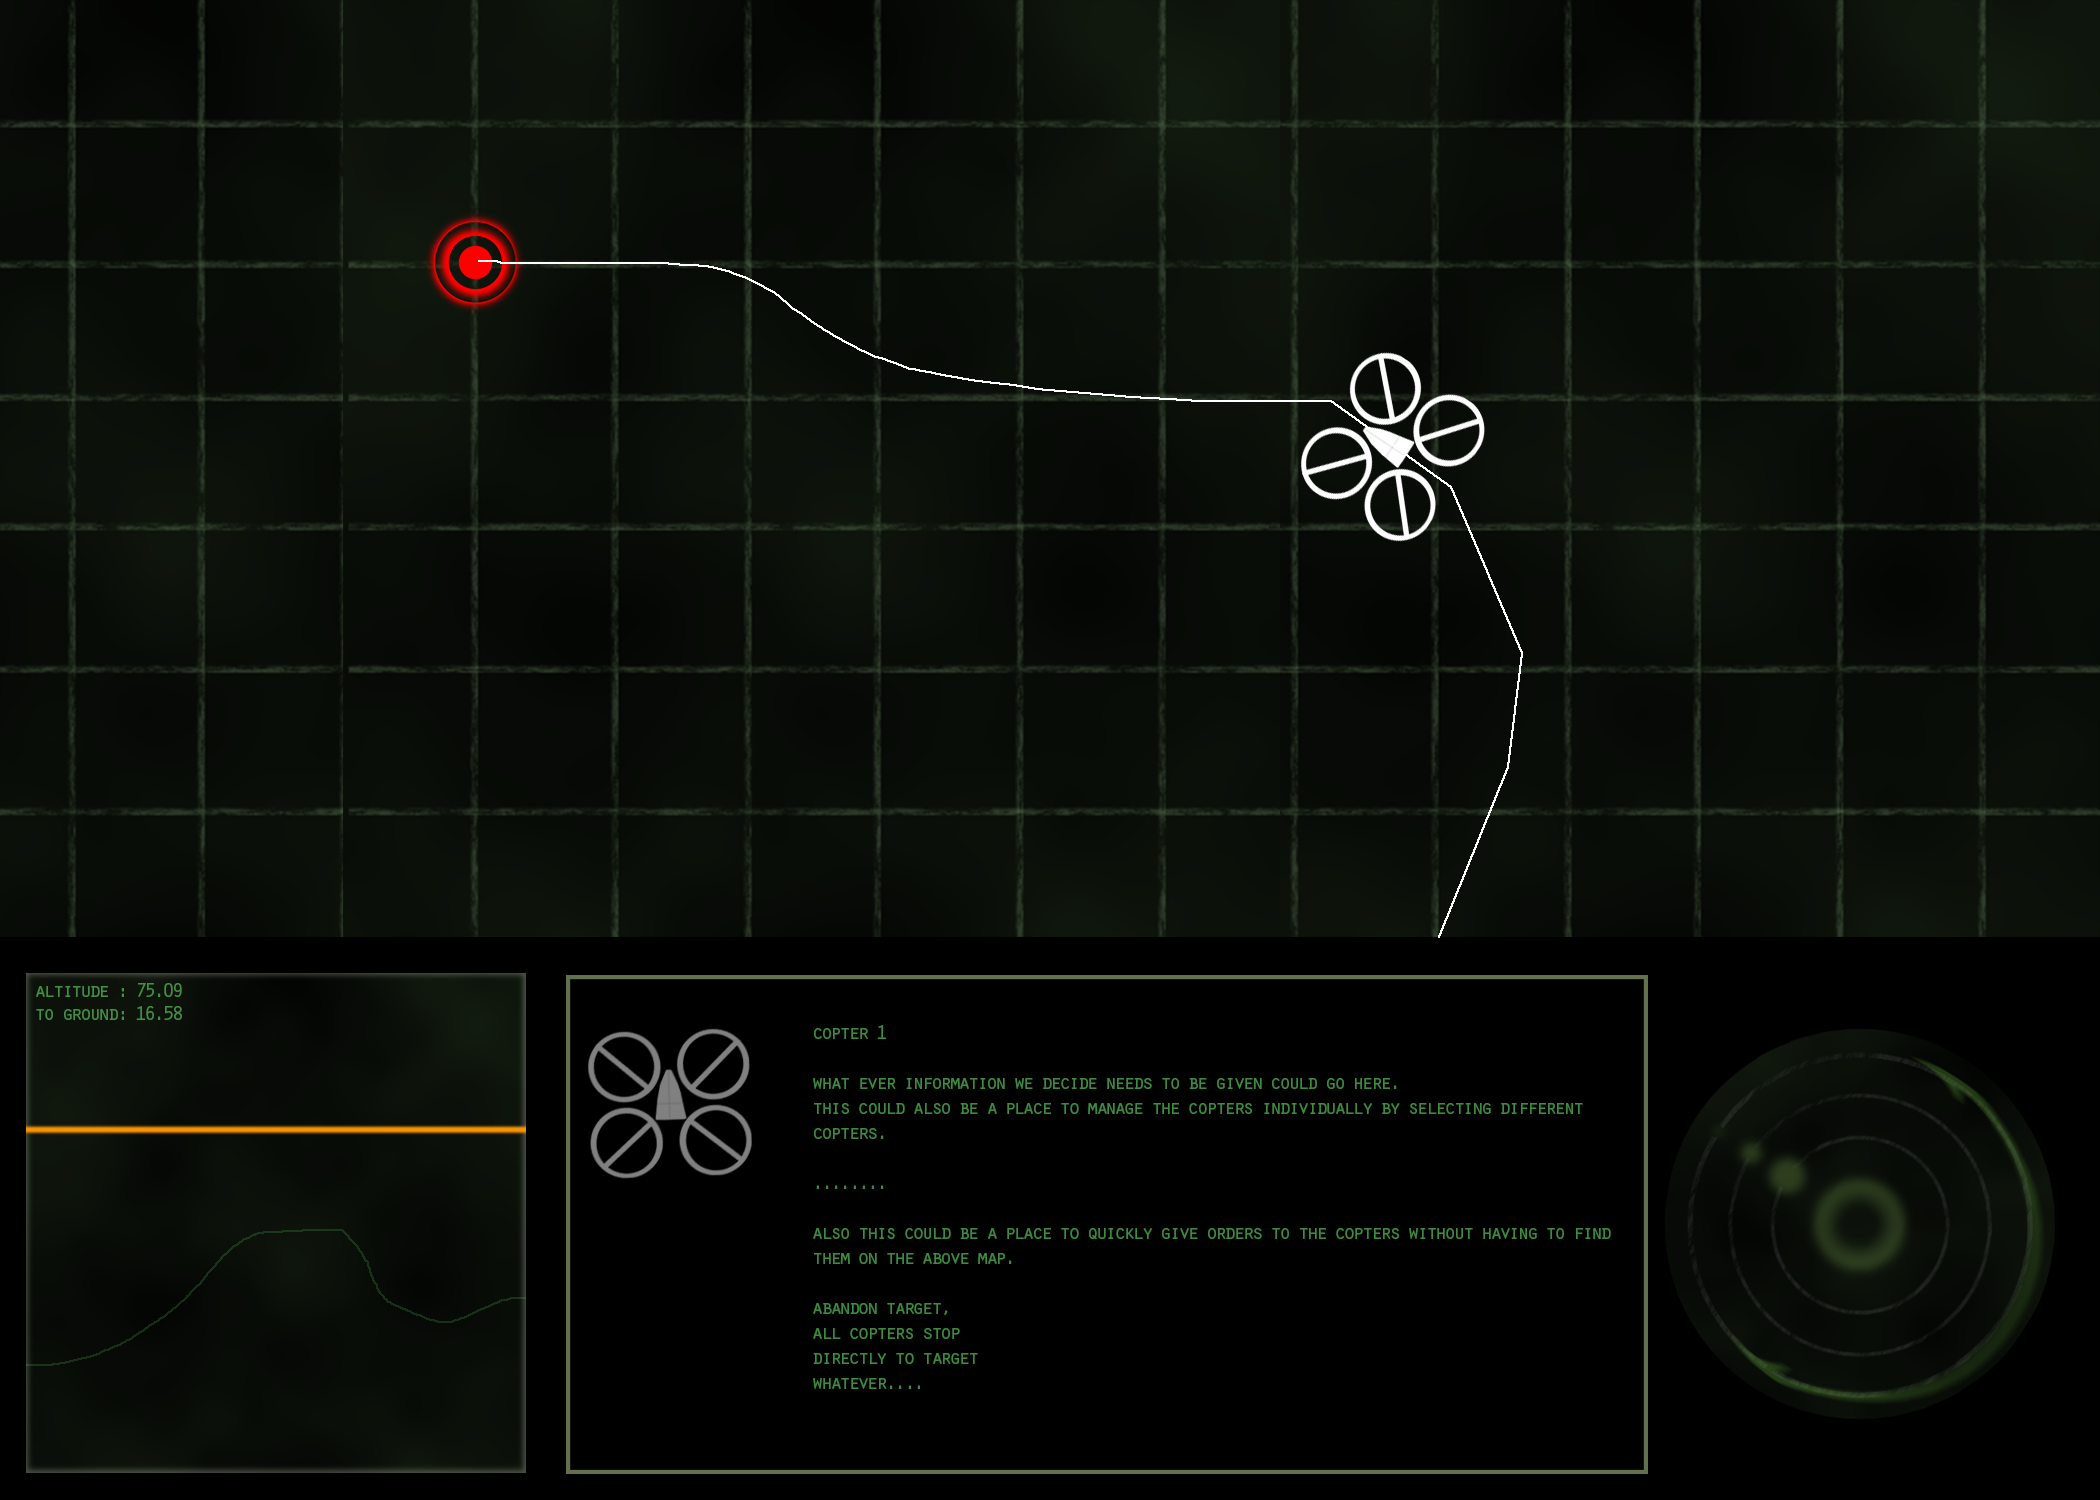 ALTITUDE : 75.09
TO GROUND: 16.58
COPTER 1
WHAT EVER INFORMATION WE DECIDE NEEDS TO BE GIVEN COULD GO HERE.
THIS COULD ALSO BE A PLACE TO MANAGE THE COPTERS INDIVIDUALLY BY SELECTING DIFFERENT
COPTERS.
........
ALSO THIS COULD BE A PLACE TO QUICKLY GIVE ORDERS TO THE COPTERS WITHOUT HAVING TO FIND
THEM ON THE ABOVE MAP.
ABANDON TARGET,
ALL COPTERS STOP
DIRECTLY TO TARGET
WHATEVER....